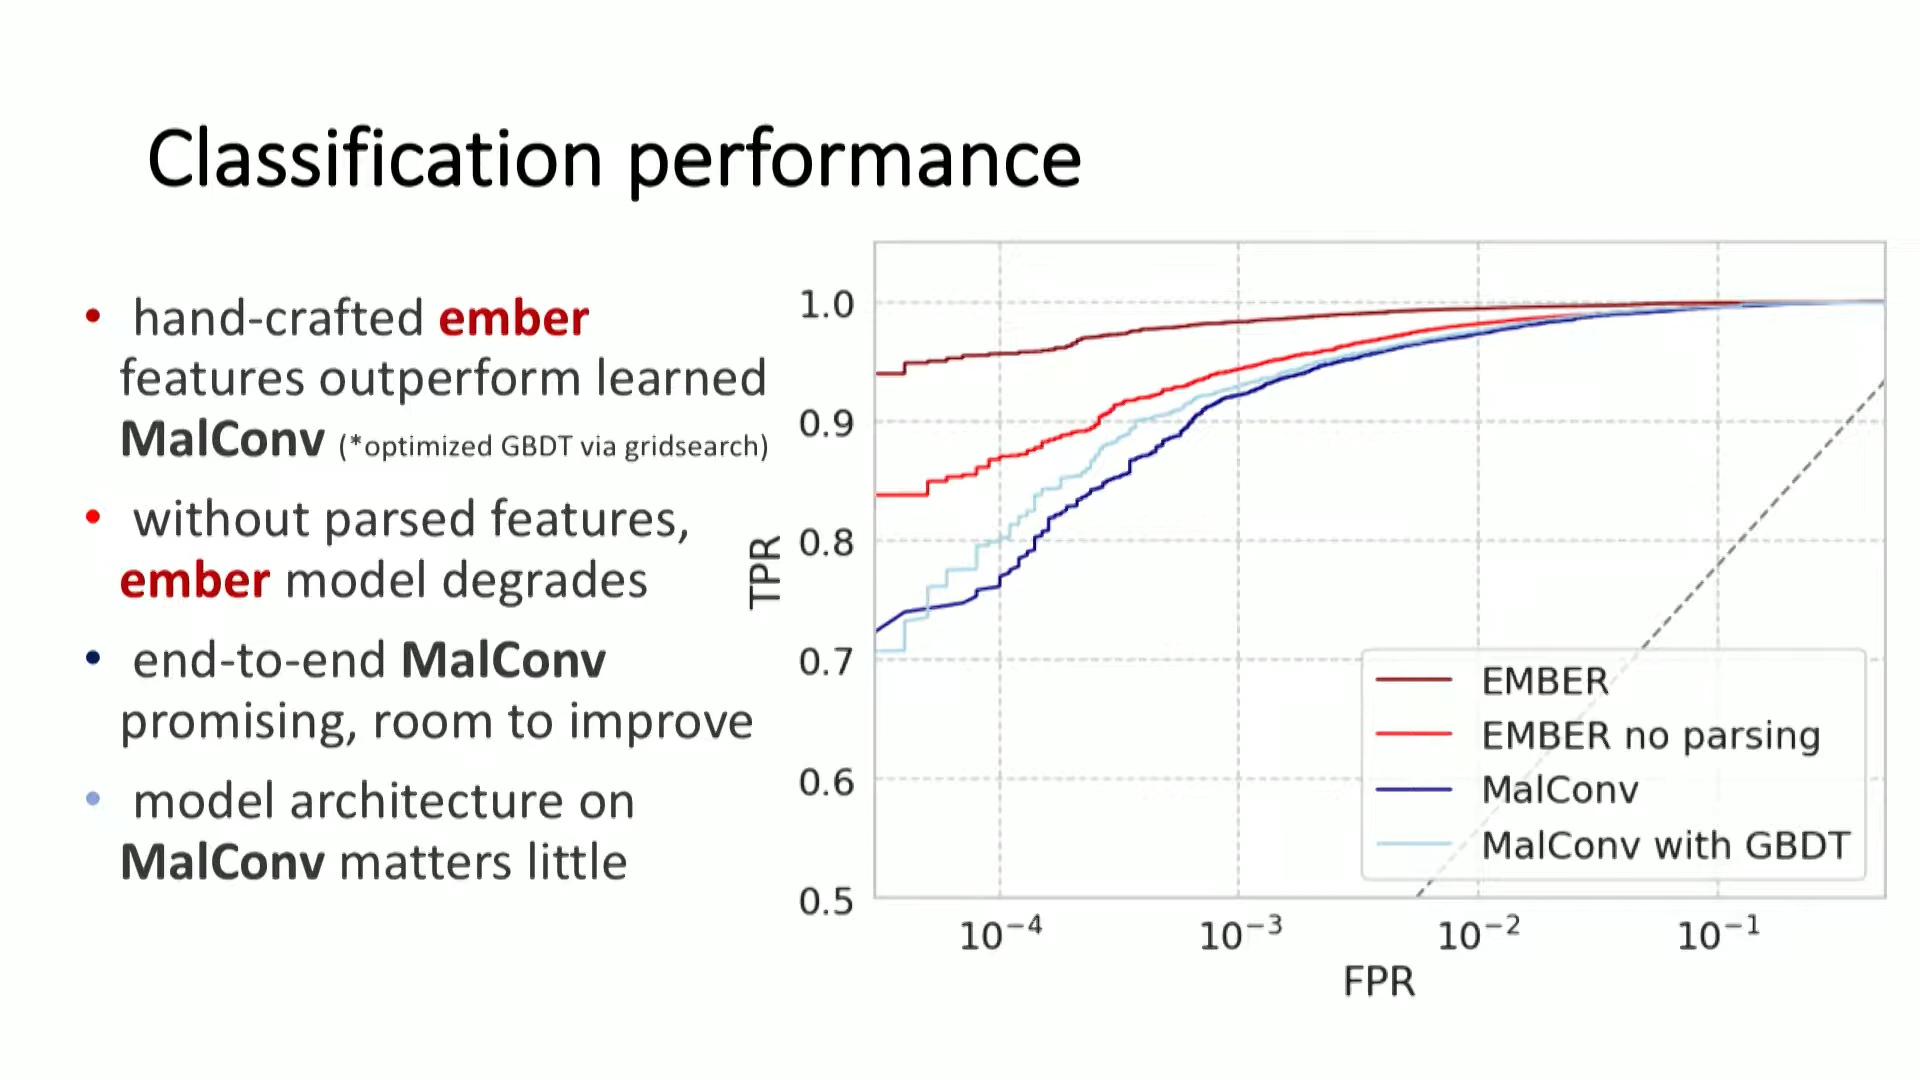 Classification performance
• hand-crafted ember
features outperform learned
MalConv (*optimized GBDT via gridsearch)
• without parsed features,
ember model degrades
• end-to-end MalConv
promising, room to improve
• model architecture on
MalConv matters little
TPR
1.0
0.9
0.8
0.7
0.6
0.5
10⁻⁴ 10⁻³ 10⁻² 10⁻¹
FPR
EMBER
EMBER no parsing
MalConv
MalConv with GBDT